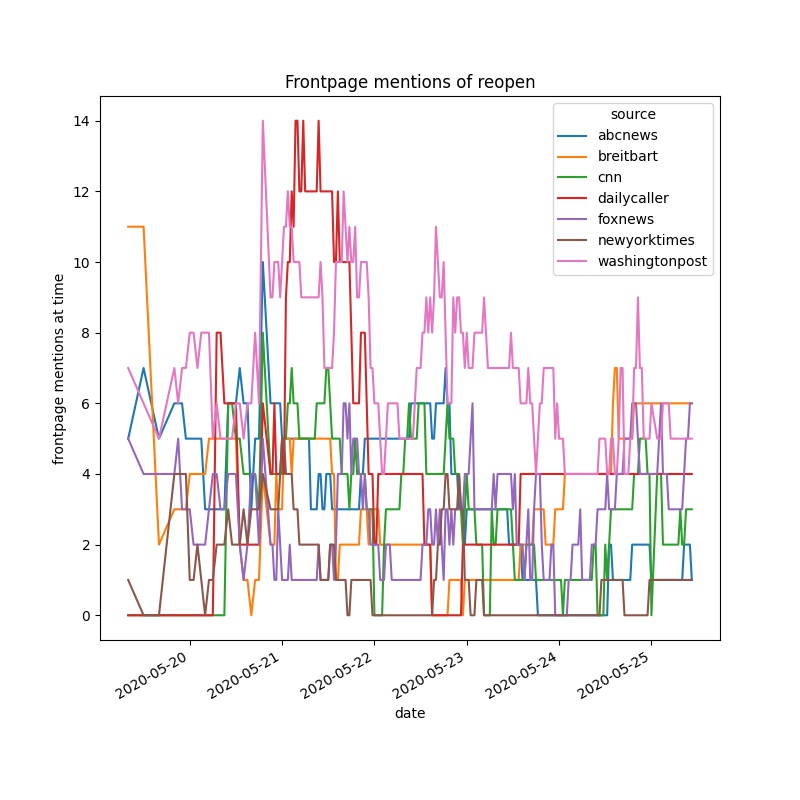 Frontpage mentions of reopen
source
abcnews
breitbart
cnn
dailycaller
foxnews
newyorktimes
washingtonpost
frontpage mentions at time
14
12
10
8
6
4
2
0
2020-05-20
2020-05-21
2020-05-22
2020-05-23
2020-05-24
2020-05-25
date